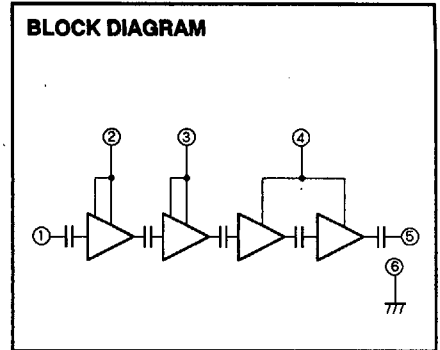 BLOCK DIAGRAM
② ③ ④
① ⑤
⑥